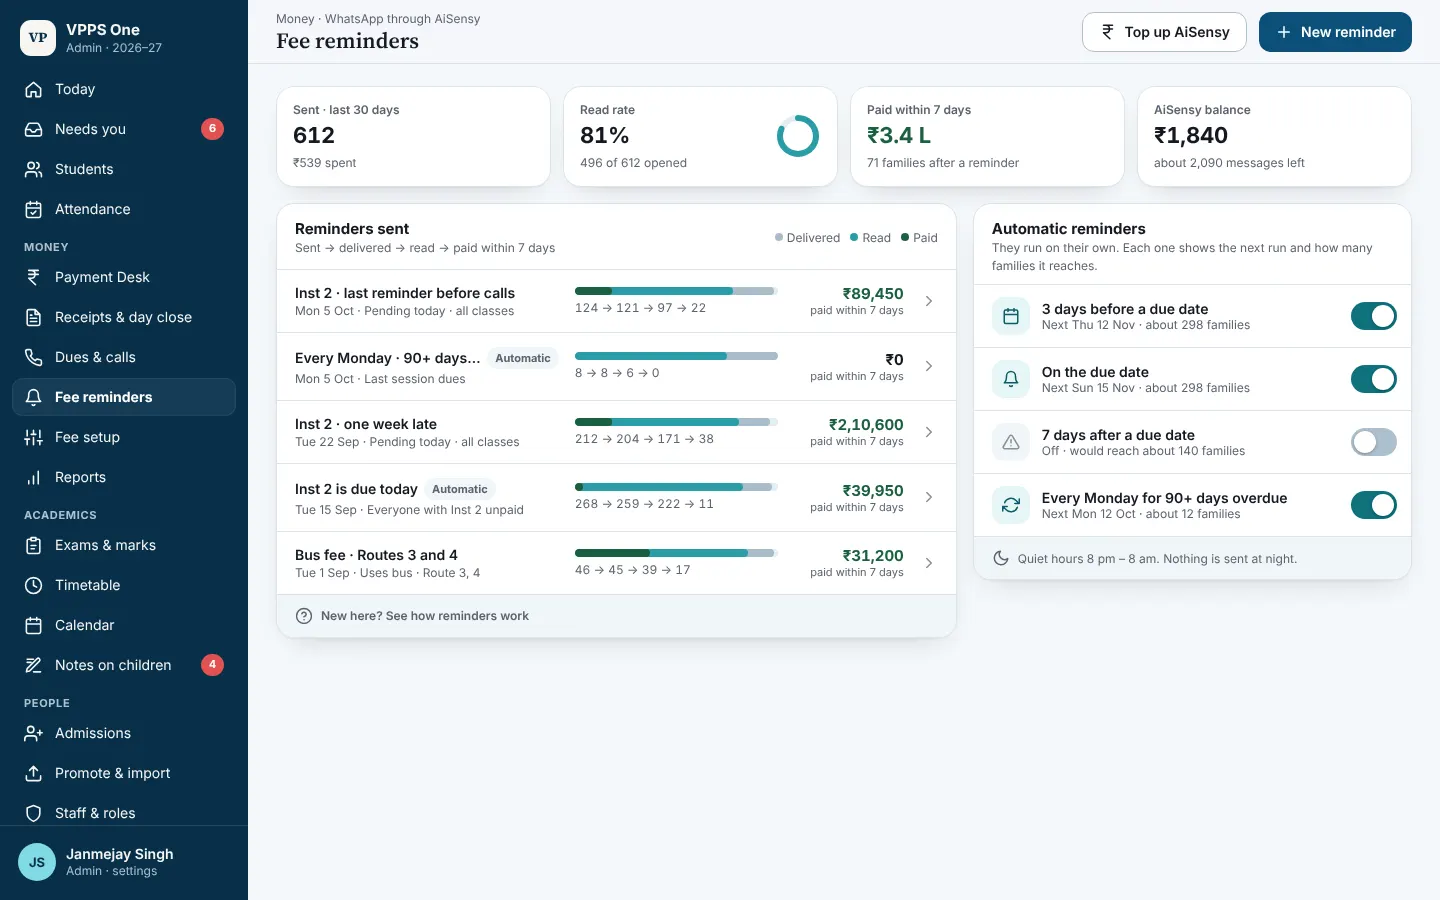 VP
VPPS One
Admin · 2026–27
Today
Needs you
6
Students
Attendance
MONEY
Payment Desk
Receipts & day close
Dues & calls
Fee reminders
Fee setup
Reports
ACADEMICS
Exams & marks
Timetable
Calendar
Notes on children
4
PEOPLE
Admissions
Promote & import
Staff & roles
JS
Janmejay Singh
Admin · settings
Money · WhatsApp through AiSensy
Fee reminders
₹ Top up AiSensy
+ New reminder
Sent · last 30 days
612
₹539 spent
Read rate
81%
496 of 612 opened
Paid within 7 days
₹3.4 L
71 families after a reminder
AiSensy balance
₹1,840
about 2,090 messages left
Reminders sent
Sent → delivered → read → paid within 7 days
Delivered Read Paid
Inst 2 · last reminder before calls
Mon 5 Oct · Pending today · all classes
124 → 121 → 97 → 22
₹89,450
paid within 7 days
Every Monday · 90+ days… Automatic
Mon 5 Oct · Last session dues
8 → 8 → 6 → 0
₹0
paid within 7 days
Inst 2 · one week late
Tue 22 Sep · Pending today · all classes
212 → 204 → 171 → 38
₹2,10,600
paid within 7 days
Inst 2 is due today Automatic
Tue 15 Sep · Everyone with Inst 2 unpaid
268 → 259 → 222 → 11
₹39,950
paid within 7 days
Bus fee · Routes 3 and 4
Tue 1 Sep · Uses bus · Route 3, 4
46 → 45 → 39 → 17
₹31,200
paid within 7 days
New here? See how reminders work
Automatic reminders
They run on their own. Each one shows the next run and how many
families it reaches.
3 days before a due date
Next Thu 12 Nov · about 298 families
On the due date
Next Sun 15 Nov · about 298 families
7 days after a due date
Off · would reach about 140 families
Every Monday for 90+ days overdue
Next Mon 12 Oct · about 12 families
Quiet hours 8 pm – 8 am. Nothing is sent at night.